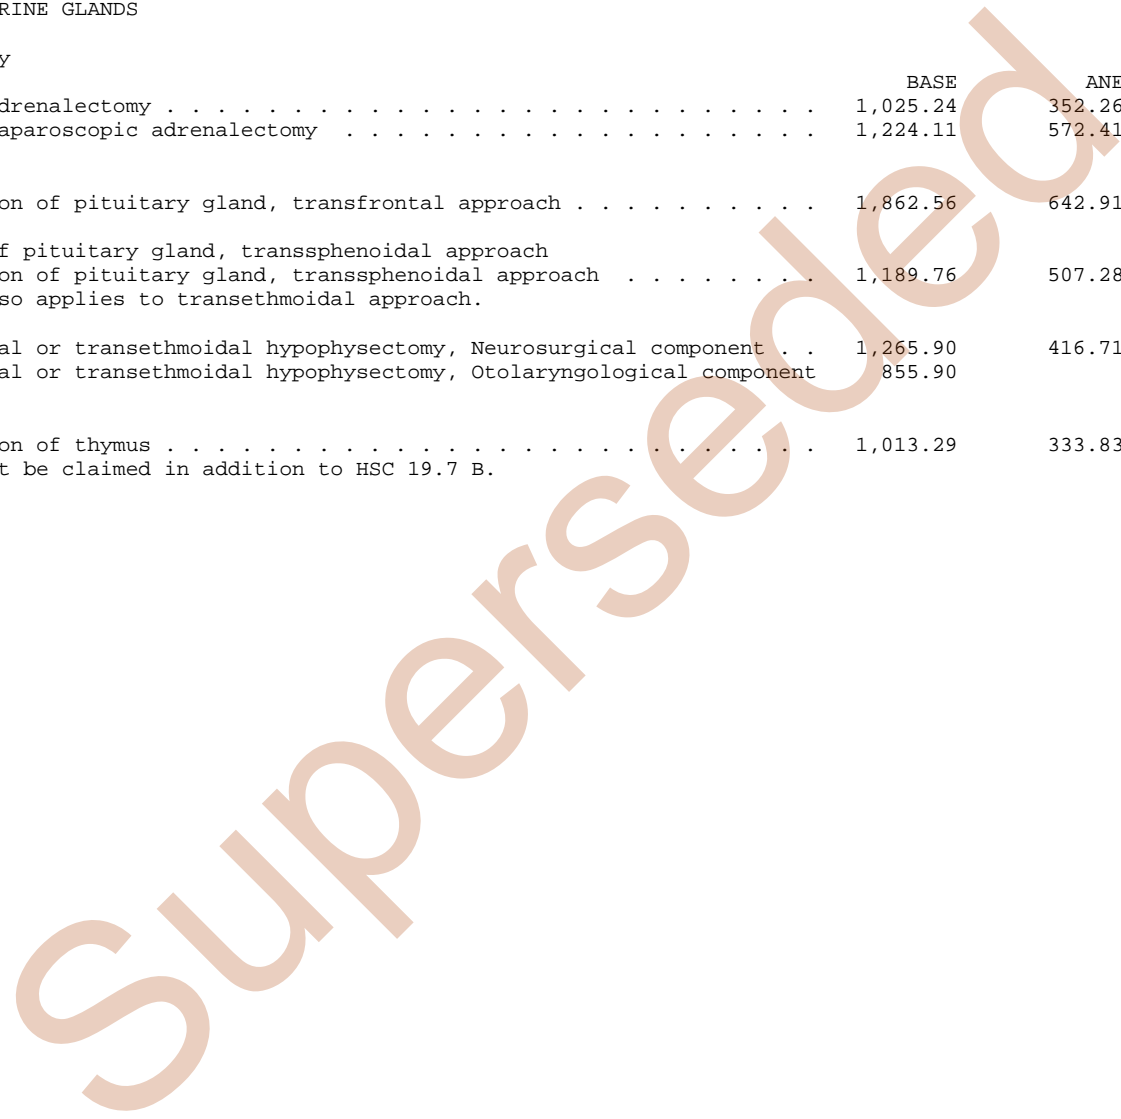 RINE GLANDS
y
BASE ANE
drenalectomy . . . . . . . . . . . . . . . . . . . . . . . . . . 1,025.24 352.26
aparoscopic adrenalectomy . . . . . . . . . . . . . . . . . . . 1,224.11 572.41
on of pituitary gland, transfrontal approach . . . . . . . . . . 1,862.56 642.91
f pituitary gland, transsphenoidal approach
on of pituitary gland, transsphenoidal approach . . . . . . . . 1,189.76 507.28
so applies to transethmoidal approach.
al or transethmoidal hypophysectomy, Neurosurgical component . . 1,265.90 416.71
al or transethmoidal hypophysectomy, Otolaryngological component 855.90
on of thymus . . . . . . . . . . . . . . . . . . . . . . . . . . 1,013.29 333.83
t be claimed in addition to HSC 19.7 B.
Superseded